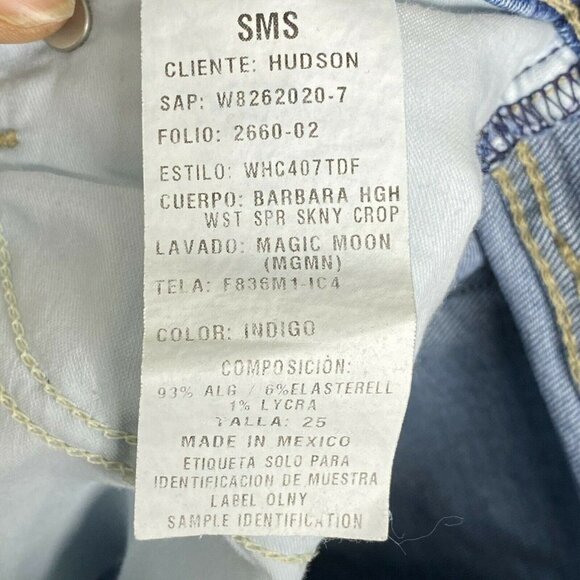 SMS
CLIENTE: HUDSON
SAP: W8262020-7
FOLIO: 2660-02
ESTILO: WHC407TDF
CUERPO: BARBARA HGH
WST SPR SKNY CROP
LAVADO: MAGIC MOON
(MGMN)
TELA: F836M1-IC4
COLOR: INDIGO
COMPOSICIÓN:
93% ALG / 6%ELASTERELL
1% LYCRA
TALLA: 25
MADE IN MEXICO
ETIQUETA SOLO PARA
IDENTIFICACION DE MUESTRA
LABEL OLNY
SAMPLE IDENTIFICATION